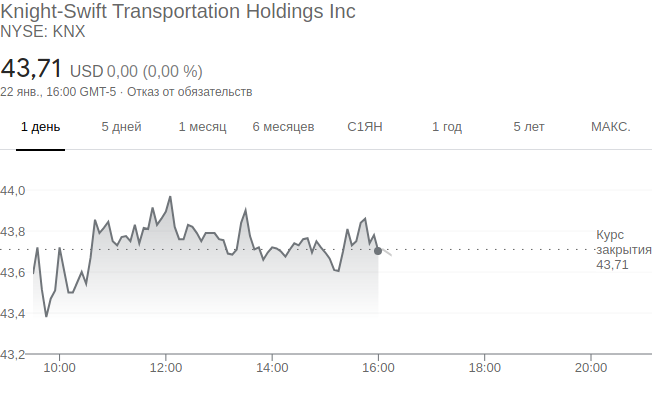 Knight-Swift Transportation Holdings Inc
NYSE: KNX
43,71 USD 0,00 (0,00 %)
22 янв., 16:00 GMT-5 · Отказ от обязательств
1 день 5 дней 1 месяц 6 месяцев С1ЯН 1 год 5 лет МАКС.
44,0
43,8
Курс
закрытия
43,71
43,6
43,4
43,2
10:00 12:00 14:00 16:00 18:00 20:00